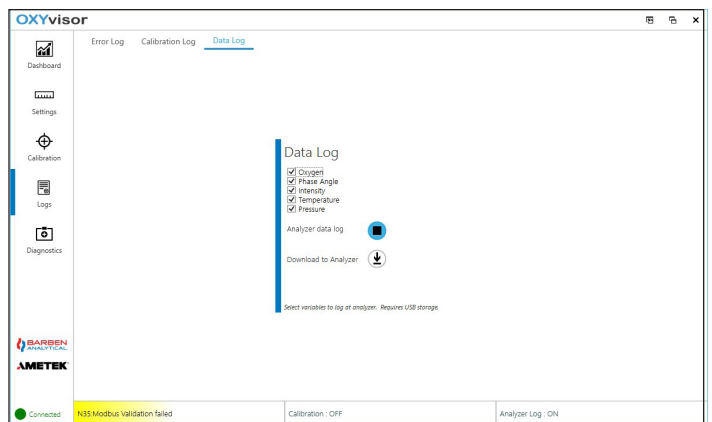 OXYvisor
Error Log Calibration Log Data Log
Dashboard
Settings
Calibration
Logs
Diagnostics
Data Log
Oxygen
Phase Angle
Intensity
Temperature
Pressure
Analyzer data log
Download to Analyzer
Select variables to log at analyzer. Requires USB storage.
BARBEN
ANALYTICAL
AMETEK
Connected N35:Modbus Validation failed Calibration : OFF Analyzer Log : ON